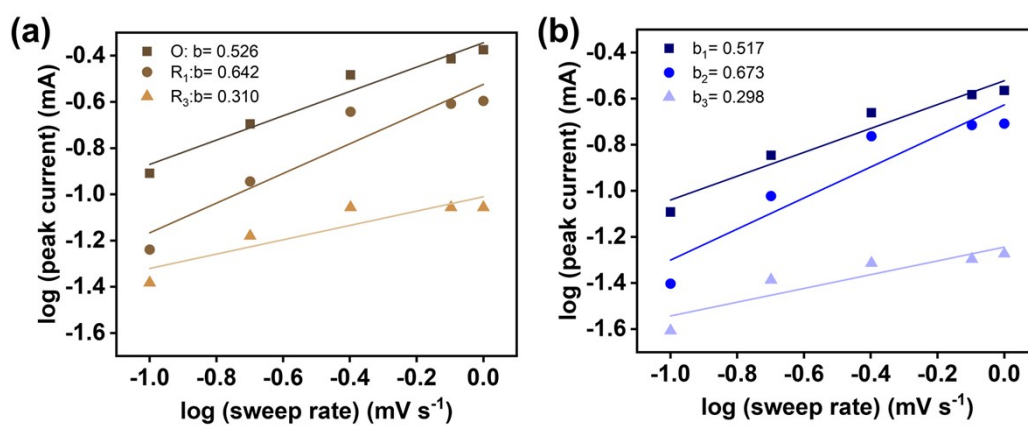 (a)
O: b= 0.526
R₁:b= 0.642
R₃:b= 0.310
log (peak current) (mA)
-0.4
-0.6
-0.8
-1.0
-1.2
-1.4
-1.6
-1.0 -0.8 -0.6 -0.4 -0.2 0.0
log (sweep rate) (mV s⁻¹)
(b)
b₁= 0.517
b₂= 0.673
b₃= 0.298
log (peak current) (mA)
-0.4
-0.6
-0.8
-1.0
-1.2
-1.4
-1.6
-1.0 -0.8 -0.6 -0.4 -0.2 0.0
log (sweep rate) (mV s⁻¹)